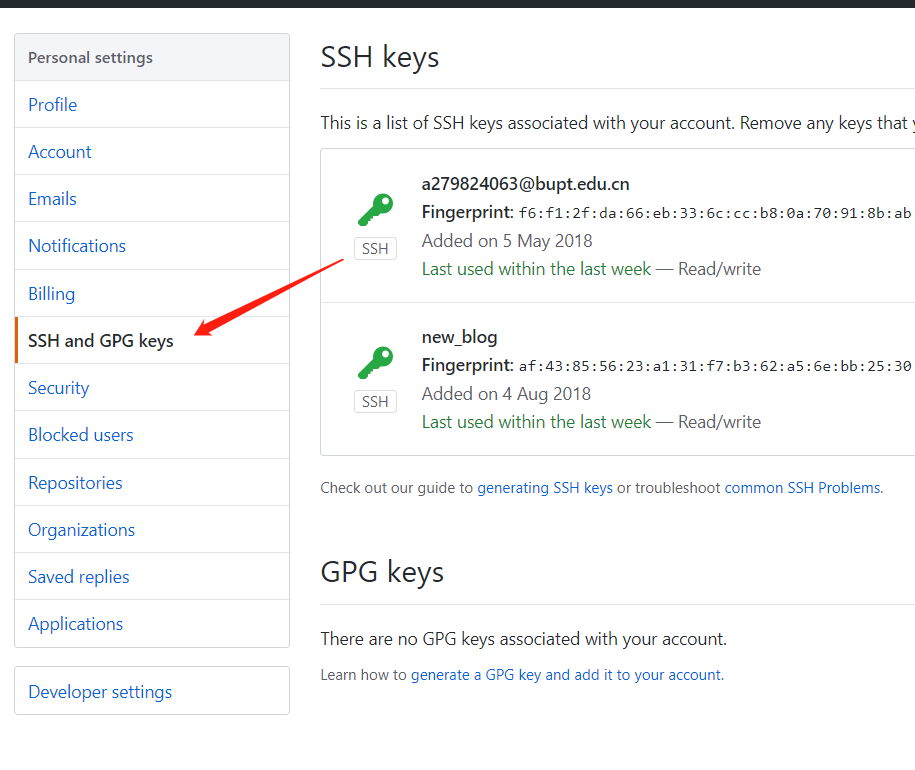 Personal settings
Profile
Account
Emails
Notifications
Billing
SSH and GPG keys
Security
Blocked users
Repositories
Organizations
Saved replies
Applications
Developer settings
SSH keys
This is a list of SSH keys associated with your account. Remove any keys that
a279824063@bupt.edu.cn
Fingerprint: f6:f1:2f:da:66:eb:33:6c:cc:b8:0a:70:91:8b:ab
SSH
Added on 5 May 2018
Last used within the last week — Read/write
new_blog
Fingerprint: af:43:85:56:23:a1:31:f7:b3:62:a5:6e:bb:25:30
SSH
Added on 4 Aug 2018
Last used within the last week — Read/write
Check out our guide to generating SSH keys or troubleshoot common SSH Problems.
GPG keys
There are no GPG keys associated with your account.
Learn how to generate a GPG key and add it to your account.